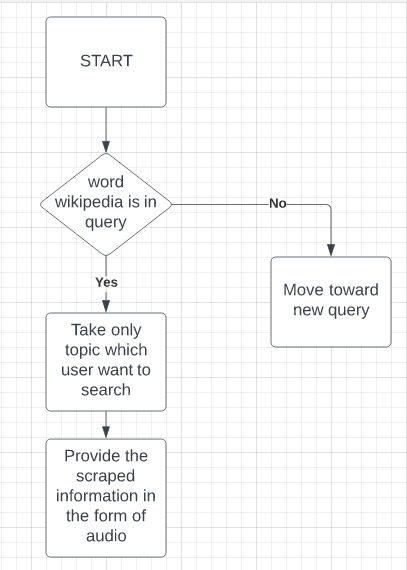 START
word
wikipedia is in
query
No
Yes
Move toward
new query
Take only
topic which
user want to
search
Provide the
scraped
information in
the form of
audio